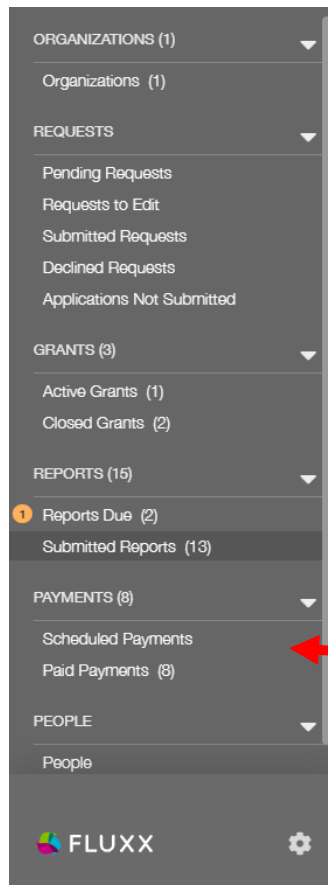 ORGANIZATIONS (1)
Organizations (1)
REQUESTS
Pending Requests
Requests to Edit
Submitted Requests
Declined Requests
Applications Not Submitted
GRANTS (3)
Active Grants (1)
Closed Grants (2)
REPORTS (15)
1 Reports Due (2)
Submitted Reports (13)
PAYMENTS (8)
Scheduled Payments
Paid Payments (8)
PEOPLE
People
FLUXX